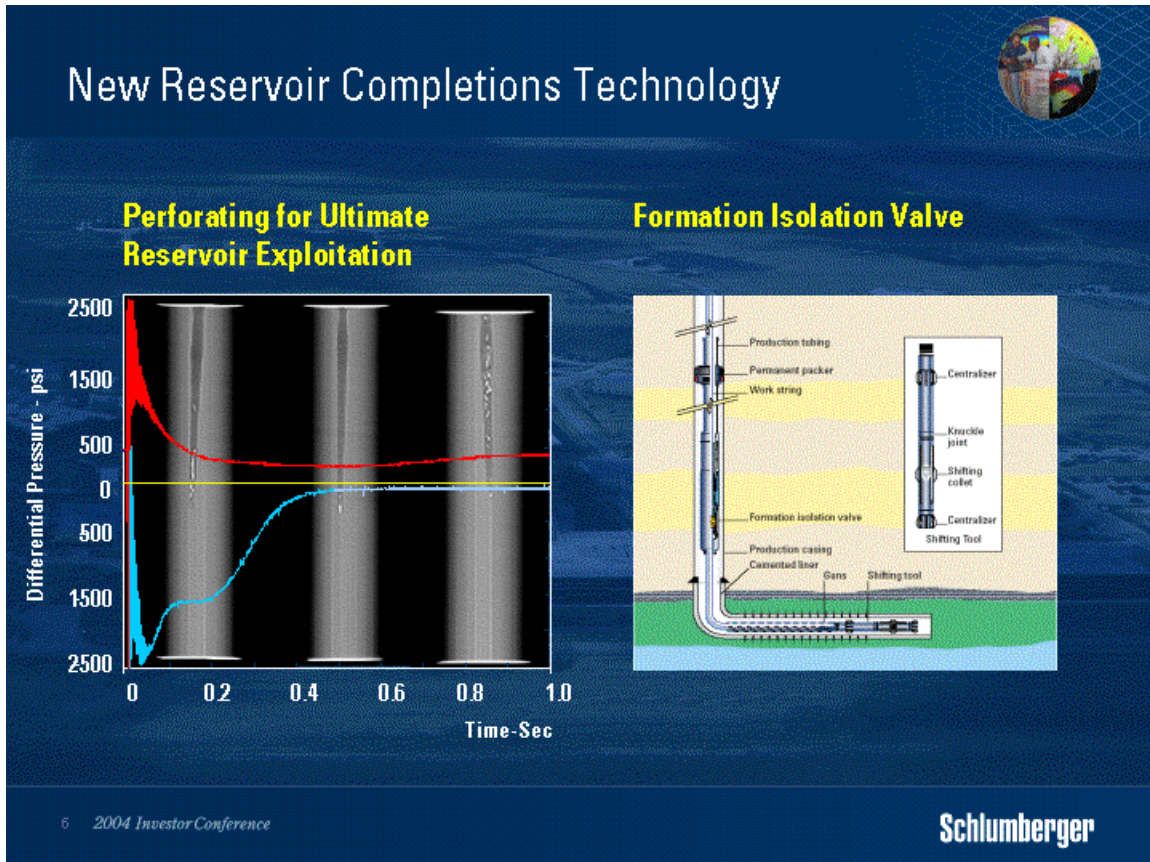 New Reservoir Completions Technology
Perforating for Ultimate
Reservoir Exploitation
Differential Pressure - psi
2500
1500
500
0
500
1500
2500
0 0.2 0.4 0.6 0.8 1.0
Time-Sec
Formation Isolation Valve
Production tubing
Permanent packer
Work string
Formation isolation valve
Production casing
Cemented liner
Guns
Shifting tool
Centralizer
Knuckle
joint
Shifting
collet
Centralizer
Shifting Tool
6 2004 Investor Conference
Schlumberger